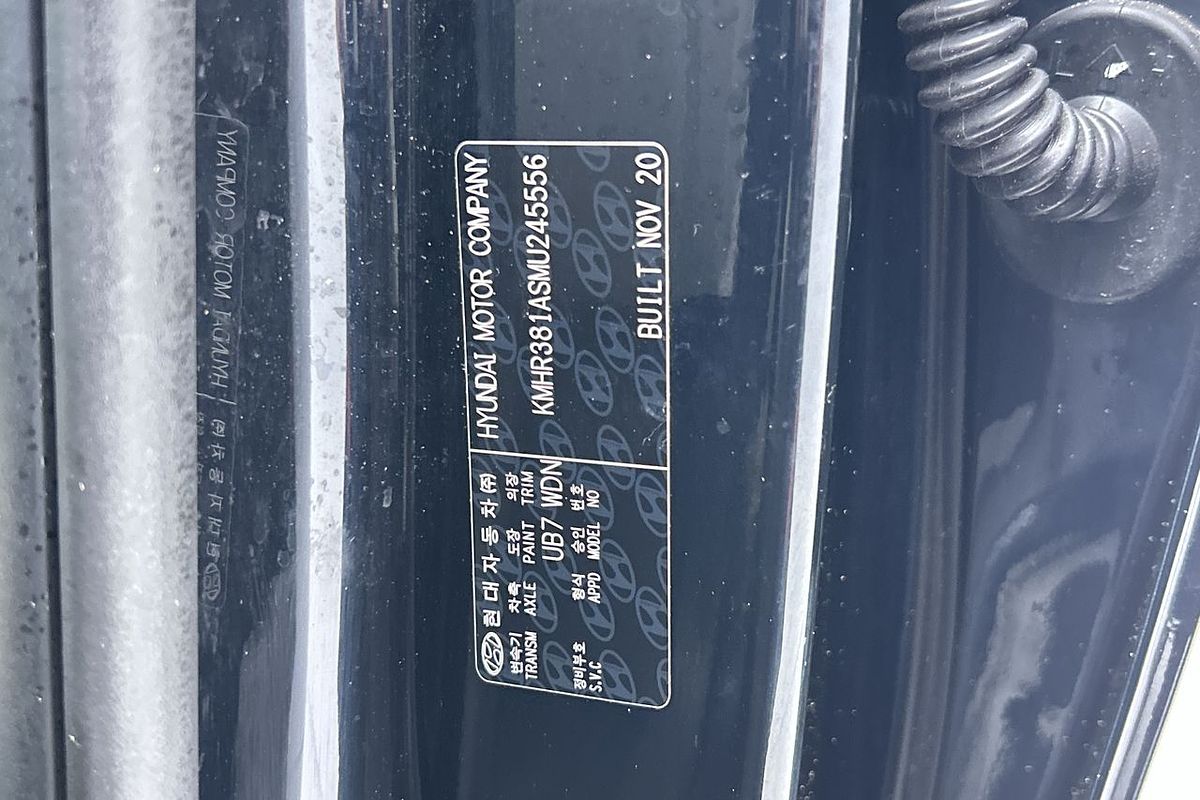 현대자동차(주)
HYUNDAI MOTOR COMPANY
변속기 차축 도장 의장
TRANSM AXLE PAINT TRIM
KMHR381ASMU245556
UB7 WDN
정비부호 형식 승인 번호
S.V.C APPD MODEL NO
BUILT NOV 20